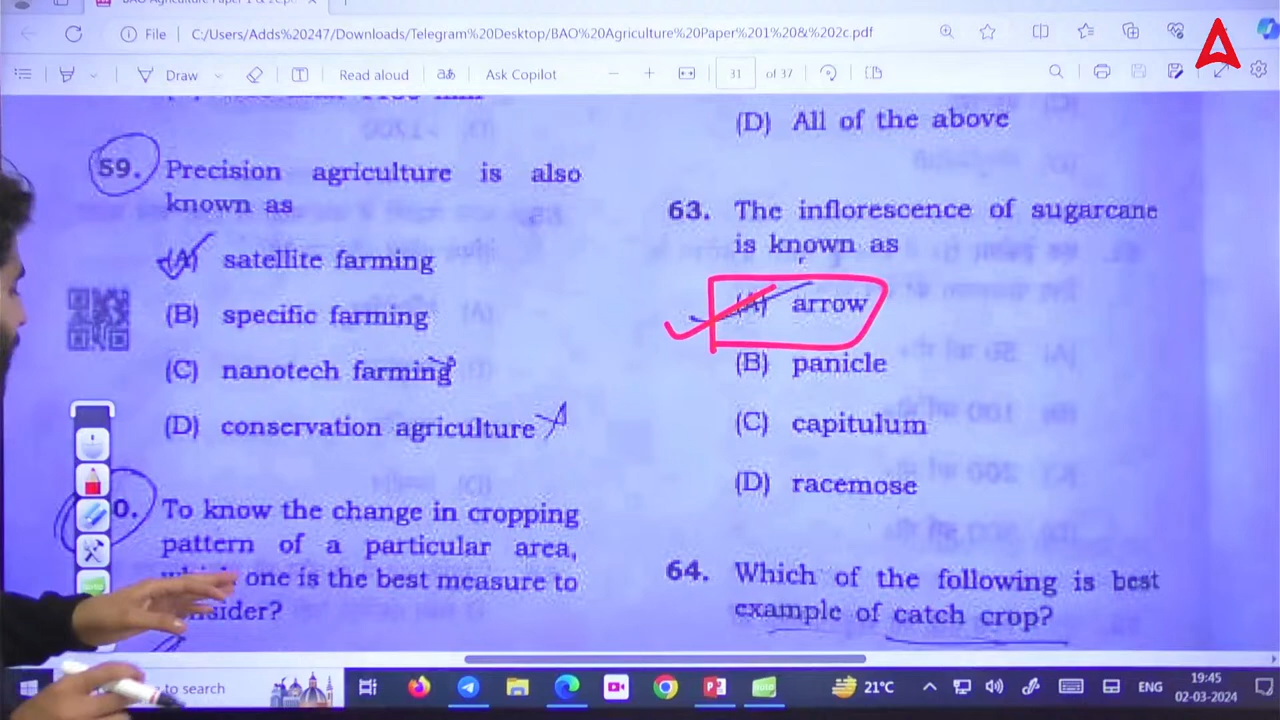 File
C:/Users/Adds%20247/Downloads/Telegram%20Desktop/BAO%20Agriculture%20Paper%201%20&%202c.pdf
Draw
Read aloud
Ask Copilot
31
of 37
59. Precision agriculture is also
known as
(A) satellite farming
(B) specific farming
(C) nanotech farming
(D) conservation agriculture
0. To know the change in cropping
pattern of a particular area,
one is the best measure to
(D) All of the above
63. The inflorescence of sugarcane
is known as
(A) arrow
(B) panicle
(C) capitulum
(D) racemose
64. Which of the following is best
example of catch crop?
to search
21°C
ENG
19:45
02-03-2024